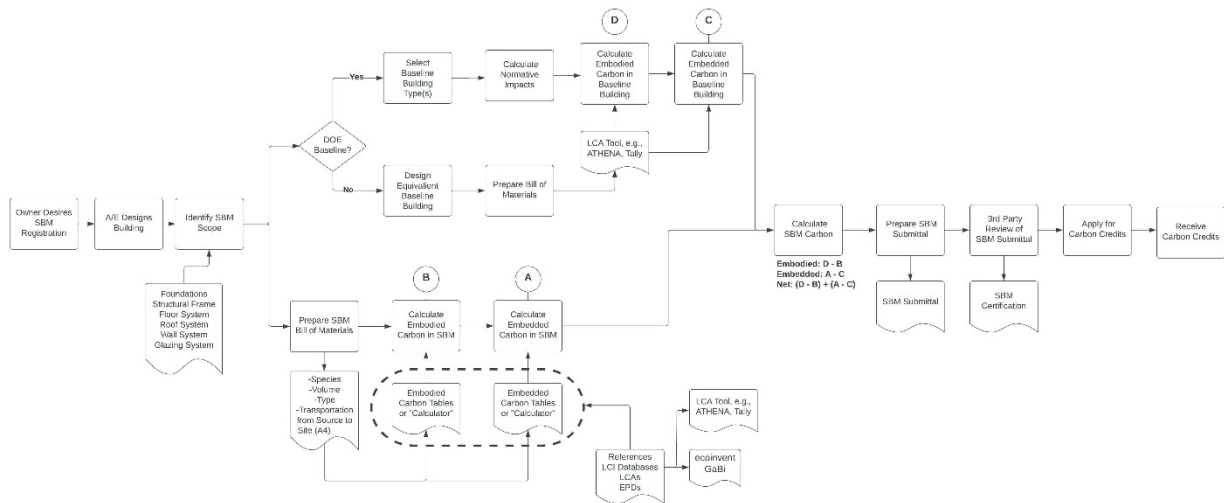 D
C
Yes
Select
Baseline
Building
Type(s)
Calculate
Normative
Impacts
Calculate
Embodied
Carbon in
Baseline
Building
Calculate
Embedded
Carbon in
Baseline
Building
DOE
Baseline?
LCA Tool, e.g.,
ATHENA, Tally
No
Design
Equivalent
Baseline
Building
Prepare Bill of
Materials
Owner Desires
SBM
Registration
A/E Designs
Building
Identify SBM
Scope
Calculate
SBM Carbon
Prepare SBM
Submittal
3rd Party
Review of
SBM Submittal
Apply for
Carbon Credits
Receive
Carbon Credits
Embodied: D - B
Embedded: A - C
Net: (D - B) + (A - C)
SBM Submittal
SBM
Certification
Foundations
Structural Frame
Floor System
Roof System
Wall System
Glazing System
B
A
Prepare SBM
Bill of Materials
Calculate
Embodied
Carbon in SBM
Calculate
Embedded
Carbon in SBM
-Species
-Volume
-Type
-Transportation
from Source to
Site (A4)
Embodied
Carbon Tables
or "Calculator"
Embedded
Carbon Tables
or "Calculator"
LCA Tool, e.g.,
ATHENA, Tally
References
LCI Databases
LCAs
EPDs
ecoinvent
GaBi